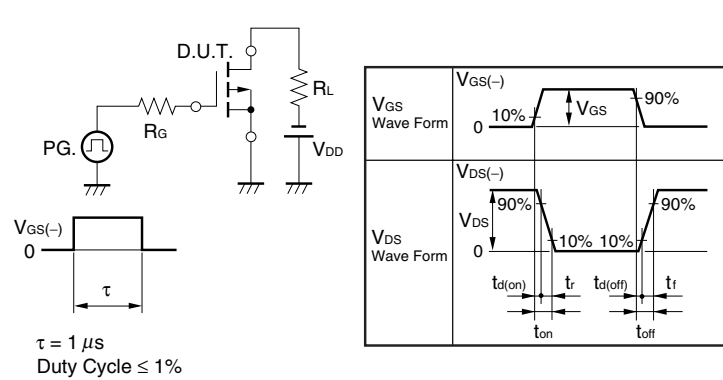 D.U.T.
RL
RG
PG.
VDD
VGS(−)
0
τ
τ = 1 μs
Duty Cycle ≤ 1%
VGS
Wave Form
VGS(−)
10%
VGS
90%
0
VDS
Wave Form
VDS(−)
90%
VDS
90%
10% 10%
0
td(on) tr td(off) tf
ton toff